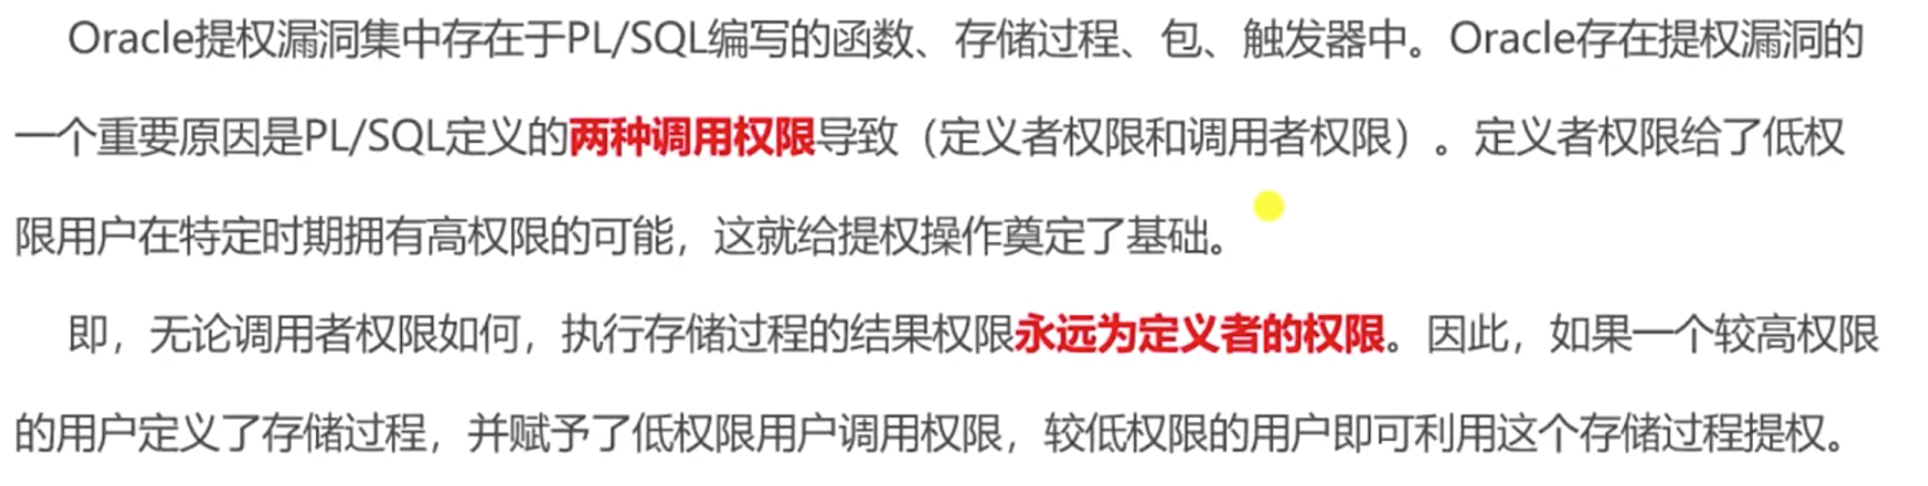 Oracle提权漏洞集中存在于PL/SQL编写的函数、存储过程、包、触发器中。Oracle存在提权漏洞的
一个重要原因是PL/SQL定义的两种调用权限导致（定义者权限和调用者权限）。定义者权限给了低权
限用户在特定时期拥有高权限的可能，这就给提权操作奠定了基础。
即，无论调用者权限如何，执行存储过程的结果权限永远为定义者的权限。因此，如果一个较高权限
的用户定义了存储过程，并赋予了低权限用户调用权限，较低权限的用户即可利用这个存储过程提权。